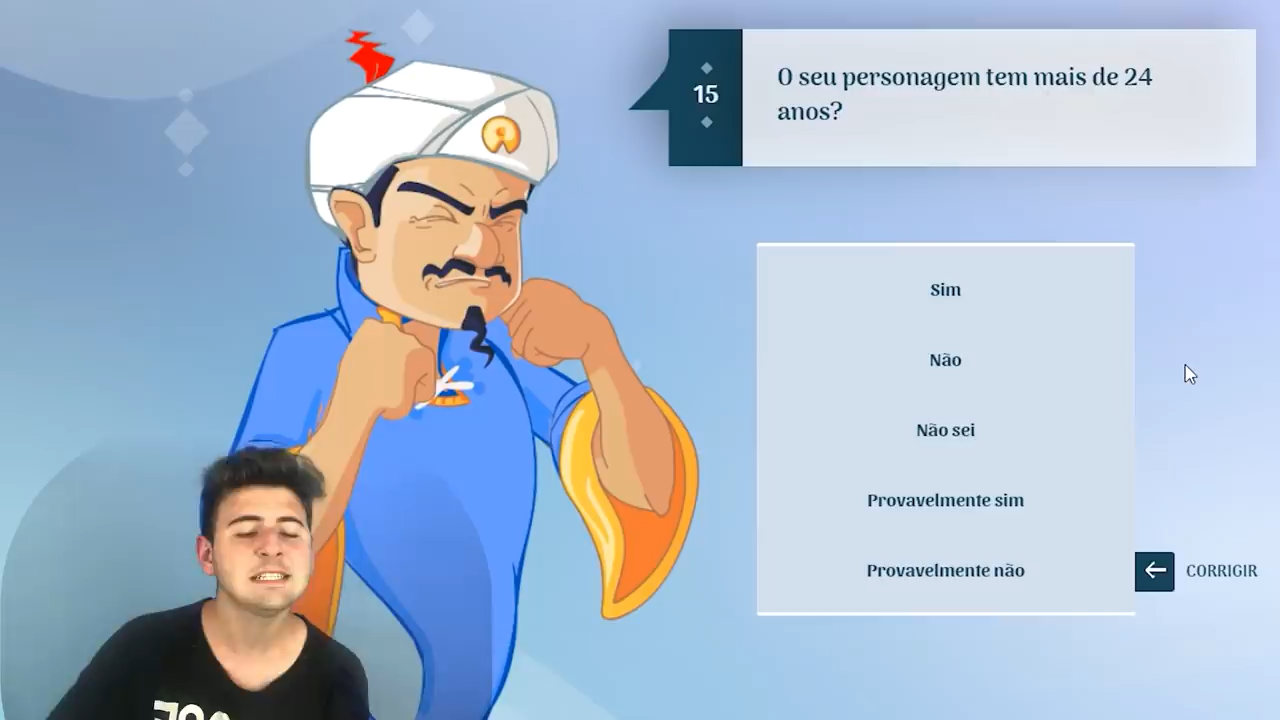 15
O seu personagem tem mais de 24
anos?
Sim
Não
Não sei
Provavelmente sim
Provavelmente não
CORRIGIR